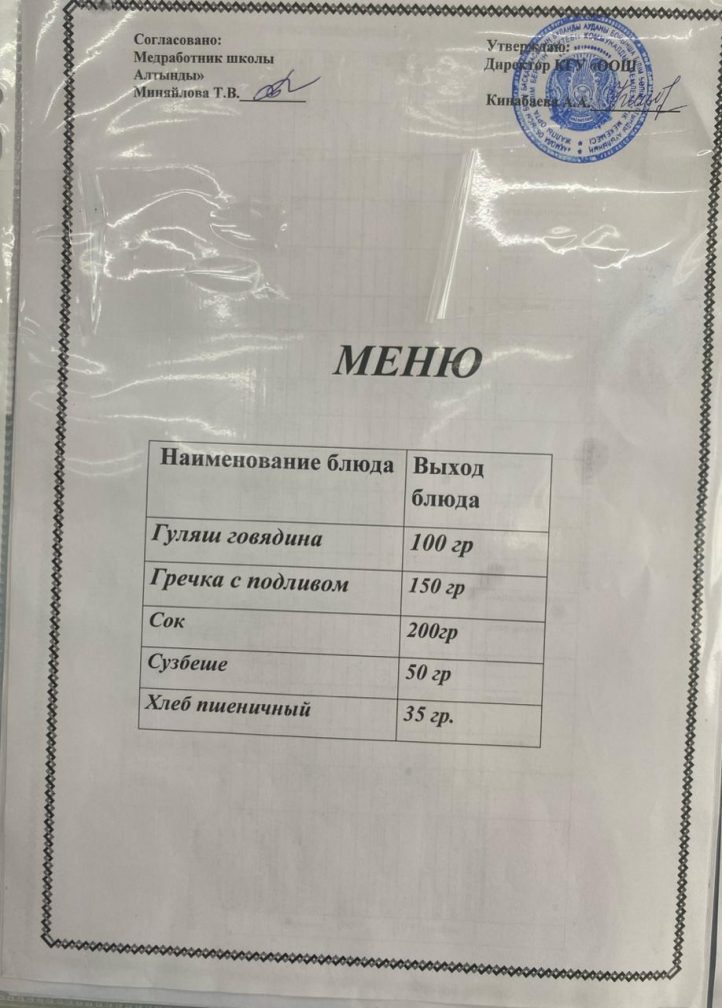 Согласовано:
Медработник школы
Алтынды»
Миняйлова Т.В.
Утверждаю:
Директор КГУ «ООШ
Кинабаева А.А.
МЕНЮ
Наименование блюда Выход блюда
Гуляш говядина 100 гр
Гречка с подливом 150 гр
Сок 200гр
Сузбеше 50 гр
Хлеб пшеничный 35 гр.